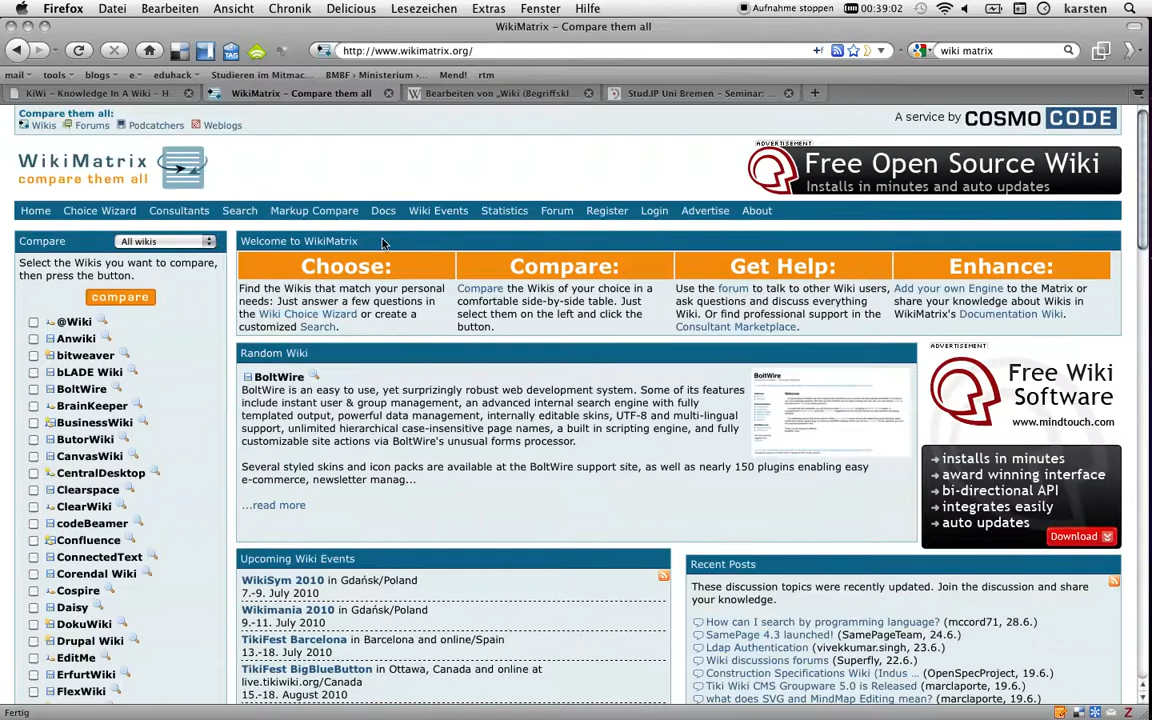 Firefox Datei Bearbeiten Ansicht Chronik Delicious Lesezeichen Extras Fenster Hilfe Aufnahme stoppen 00:39:02 karsten
WikiMatrix - Compare them all
http://www.wikimatrix.org/ wiki matrix
mail tools blogs e eduhack Studieren im Mitmac... BMBF › Ministerium ›... Mend! rtm
KiWi – Knowledge In A Wiki – H... WikiMatrix – Compare them all Bearbeiten von „Wiki (Begriffskl... Stud.IP Uni Bremen – Seminar: ...
Compare them all:
Wikis Forums Podcatchers Weblogs
A service by COSMO CODE
WikiMatrix
compare them all
ADVERTISEMENT
Free Open Source Wiki
Installs in minutes and auto updates
Home Choice Wizard Consultants Search Markup Compare Docs Wiki Events Statistics Forum Register Login Advertise About
Compare All wikis
Select the Wikis you want to compare,
then press the button.
compare
@Wiki
Anwiki
bitweaver
bLADE Wiki
BoltWire
BrainKeeper
BusinessWiki
ButorWiki
CanvasWiki
CentralDesktop
Clearspace
ClearWiki
codeBeamer
Confluence
ConnectedText
Corendal Wiki
Cospire
Daisy
DokuWiki
Drupal Wiki
EditMe
ErfurtWiki
FlexWiki
Welcome to WikiMatrix
Choose:
Find the Wikis that match your personal
needs: Just answer a few questions in
the Wiki Choice Wizard or create a
customized Search.
Compare:
Compare the Wikis of your choice in a
comfortable side-by-side table. Just
select them on the left and click the
button.
Get Help:
Use the forum to talk to other Wiki users,
ask questions and discuss everything
Wiki. Or find professional support in the
Consultant Marketplace.
Enhance:
Add your own Engine to the Matrix or
share your knowledge about Wikis in
WikiMatrix's Documentation Wiki.
Random Wiki
BoltWire
BoltWire is an easy to use, yet surprizingly robust web development system. Some of its features
include instant user & group management, an advanced internal search engine with fully
templated output, powerful data management, internally editable skins, UTF-8 and multi-lingual
support, unlimited hierarchical case-insensitive page names, a built in scripting engine, and fully
customizable site actions via BoltWire's unusual forms processor.
Several styled skins and icon packs are available at the BoltWire support site, as well as nearly 150 plugins enabling easy
e-commerce, newsletter manag...
...read more
BoltWire
ADVERTISEMENT
Free Wiki
Software
www.mindtouch.com
installs in minutes
award winning interface
bi-directional API
integrates easily
auto updates
Download
Upcoming Wiki Events
WikiSym 2010 in Gdańsk/Poland
7.-9. July 2010
Wikimania 2010 in Gdańsk/Poland
9.-11. July 2010
TikiFest Barcelona in Barcelona and online/Spain
13.-18. July 2010
TikiFest BigBlueButton in Ottawa, Canada and online at
live.tikiwiki.org/Canada
15.-18. August 2010
Recent Posts
These discussion topics were recently updated. Join the discussion and share
your knowledge.
How can I search by programming language? (mccord71, 28.6.)
SamePage 4.3 launched! (SamePageTeam, 24.6.)
Ldap Authentication (vivekkumar.singh, 23.6.)
Wiki discussions forums (Superfly, 22.6.)
Construction Specifications Wiki (Indus ... (OpenSpecProject, 19.6.)
Tiki Wiki CMS Groupware 5.0 is Released (marclaporte, 19.6.)
what does SVG and MindMap Editing mean? (marclaporte, 19.6.)
Fertig